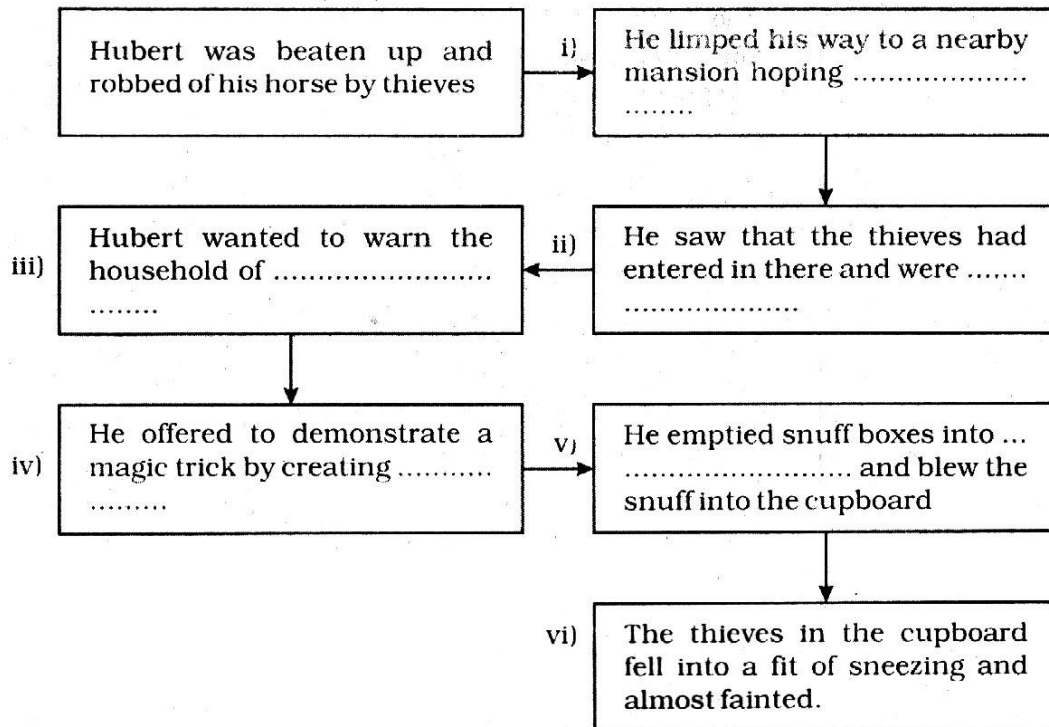 Hubert was beaten up and
robbed of his horse by thieves
i)
He limped his way to a nearby
mansion hoping ....................
........
ii)
He saw that the thieves had
entered in there and were .......
...................
iii)
Hubert wanted to warn the
household of ........................
........
iv)
He offered to demonstrate a
magic trick by creating ...........
.........
v)
He emptied snuff boxes into ...
......................... and blew the
snuff into the cupboard
vi)
The thieves in the cupboard
fell into a fit of sneezing and
almost fainted.